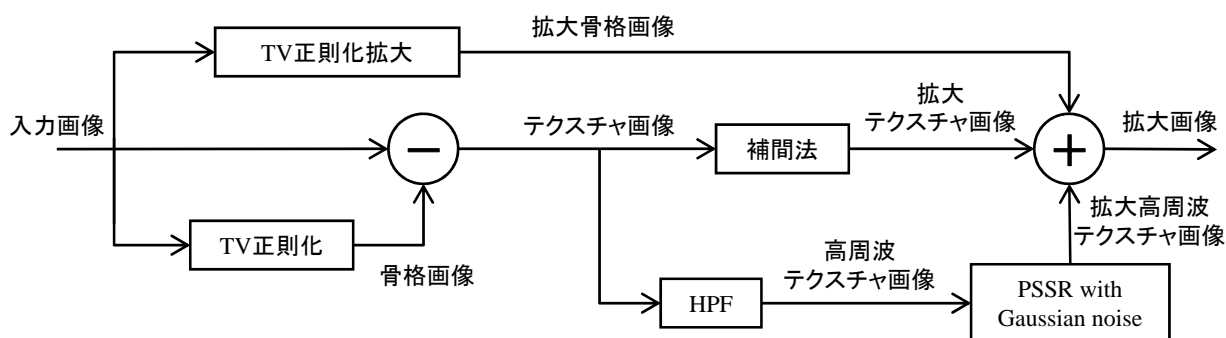 TV正則化拡大
拡大骨格画像
入力画像
テクスチャ画像
補間法
拡大
テクスチャ画像
拡大画像
TV正則化
骨格画像
HPF
高周波
テクスチャ画像
PSSR with
Gaussian noise
拡大高周波
テクスチャ画像